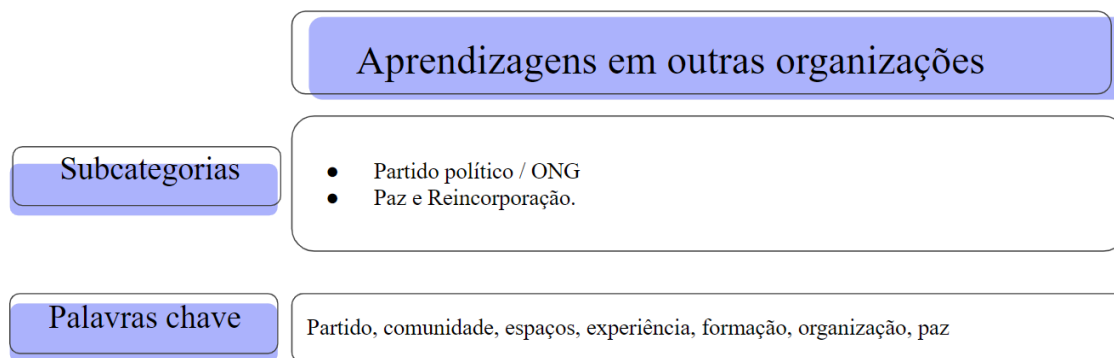 Aprendizagens em outras organizações
Subcategorias
● Partido político / ONG
● Paz e Reincorporação.
Palavras chave
Partido, comunidade, espaços, experiência, formação, organização, paz